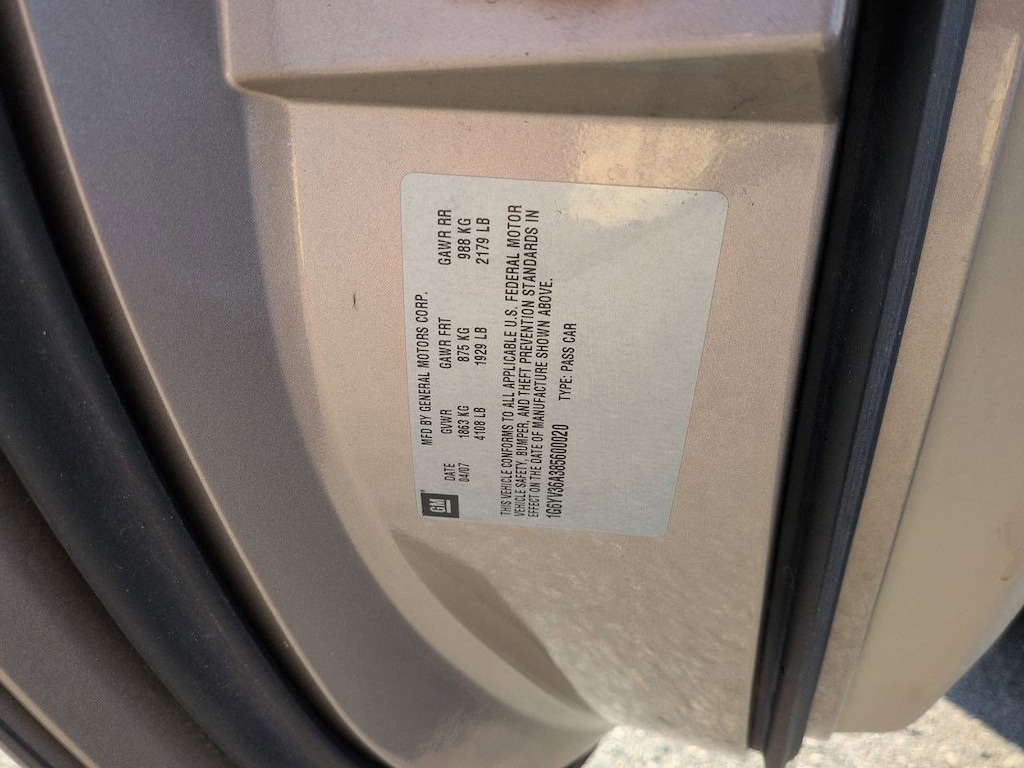 GM
MFD BY GENERAL MOTORS CORP.
DATE GVWR GAWR FRT GAWR RR
04/07 1863 KG 875 KG 988 KG
4108 LB 1929 LB 2179 LB
THIS VEHICLE CONFORMS TO ALL APPLICABLE U.S. FEDERAL MOTOR
VEHICLE SAFETY, BUMPER, AND THEFT PREVENTION STANDARDS IN
EFFECT ON THE DATE OF MANUFACTURE SHOWN ABOVE.
1G6YV36A385600020 TYPE: PASS CAR